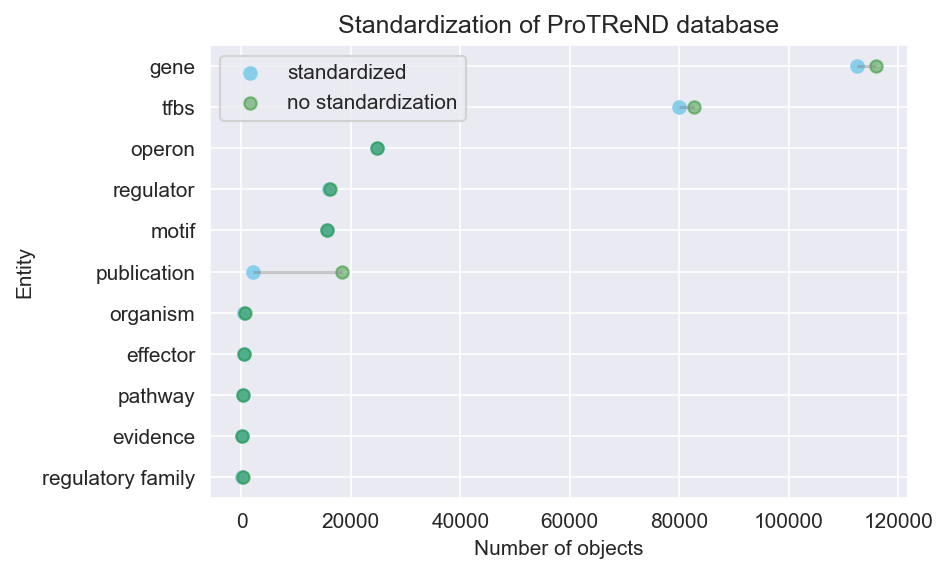 Standardization of ProTReND database
standardized
no standardization
gene
tfbs
operon
regulator
motif
publication
organism
effector
pathway
evidence
regulatory family
Entity
0 20000 40000 60000 80000 100000 120000
Number of objects